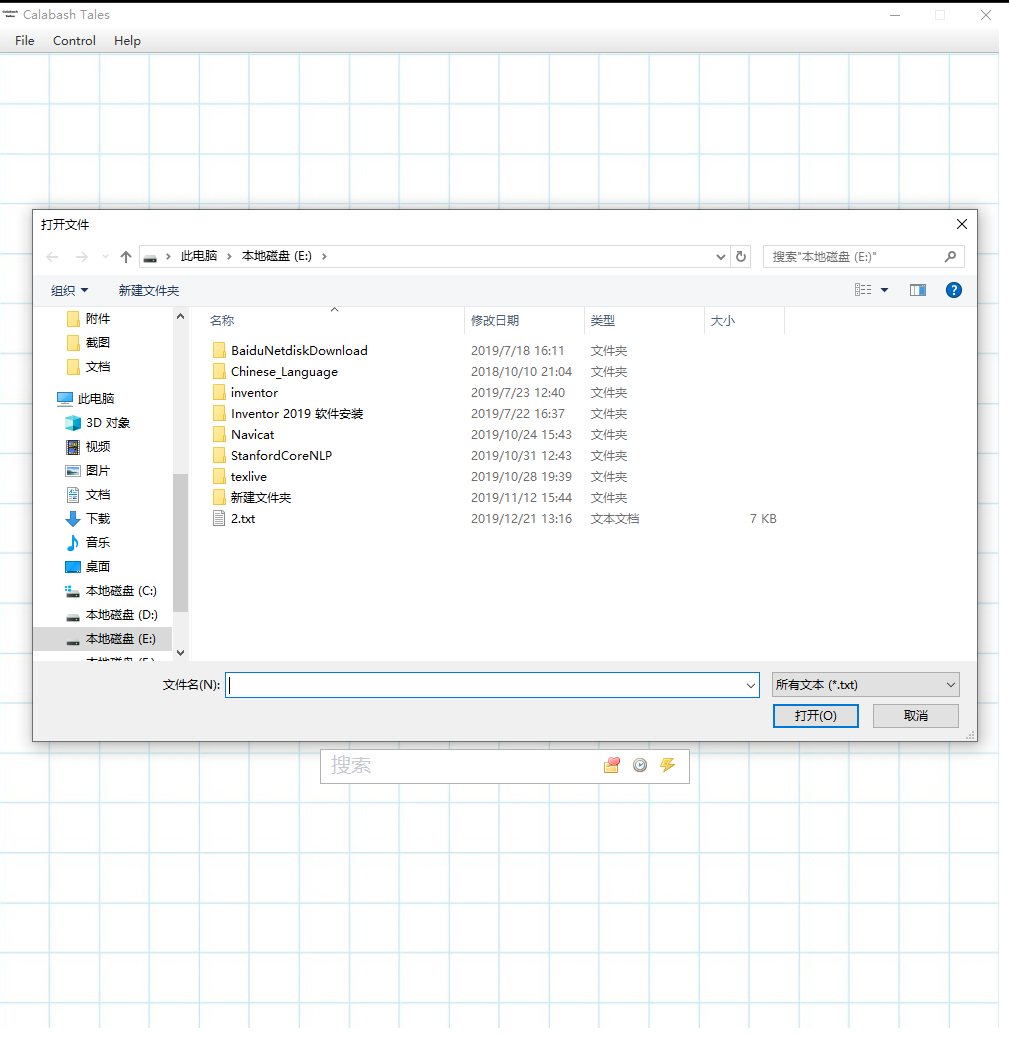 Calabash Tales
File Control Help
打开文件
此电脑 本地磁盘 (E:)
搜索"本地磁盘 (E:)"
组织 新建文件夹
附件
截图
文档
此电脑
3D 对象
视频
图片
文档
下载
音乐
桌面
本地磁盘 (C:)
本地磁盘 (D:)
本地磁盘 (E:)
名称 修改日期 类型 大小
BaiduNetdiskDownload 2019/7/18 16:11 文件夹
Chinese_Language 2018/10/10 21:04 文件夹
inventor 2019/7/23 12:40 文件夹
Inventor 2019 软件安装 2019/7/22 16:37 文件夹
Navicat 2019/10/24 15:43 文件夹
StanfordCoreNLP 2019/10/31 12:43 文件夹
texlive 2019/10/28 19:39 文件夹
新建文件夹 2019/11/12 15:44 文件夹
2.txt 2019/12/21 13:16 文本文档 7 KB
文件名(N): 所有文本 (*.txt)
打开(O) 取消
搜索